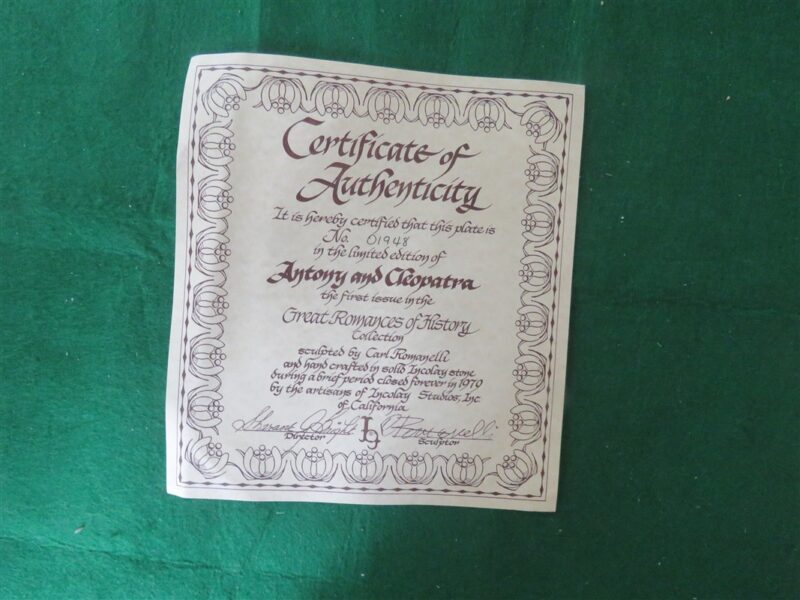 Certificate of
Authenticity
It is hereby certified that this plate is
No. 01948
in the limited edition of
Antony and Cleopatra
the first issue in the
Great Romances of History
Collection
sculpted by Carl Romanelli
and hand crafted in solid Incolay stone
during a brief period closed forever in 1979
by the artisans of Incolay Studios, Inc.
of California
Director
Sculptor